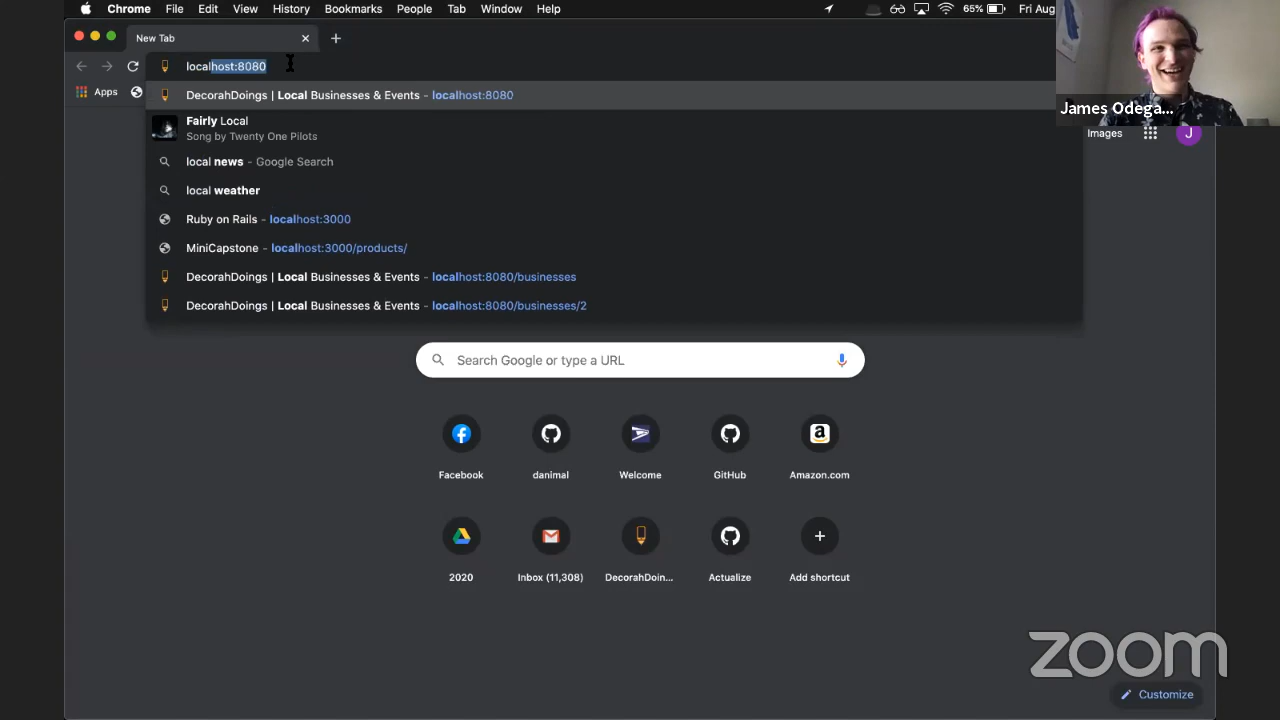 Chrome File Edit View History Bookmarks People Tab Window Help 65% Fri Aug
New Tab
localhost:8080
Apps
DecorahDoings | Local Businesses & Events - localhost:8080
Fairly Local
Song by Twenty One Pilots
local news - Google Search
local weather
Ruby on Rails - localhost:3000
MiniCapstone - localhost:3000/products/
DecorahDoings | Local Businesses & Events - localhost:8080/businesses
DecorahDoings | Local Businesses & Events - localhost:8080/businesses/2
James Odega...
Images J
Search Google or type a URL
Facebook danimal Welcome GitHub Amazon.com
2020 Inbox (11,308) DecorahDoin... Actualize Add shortcut
zoom
Customize